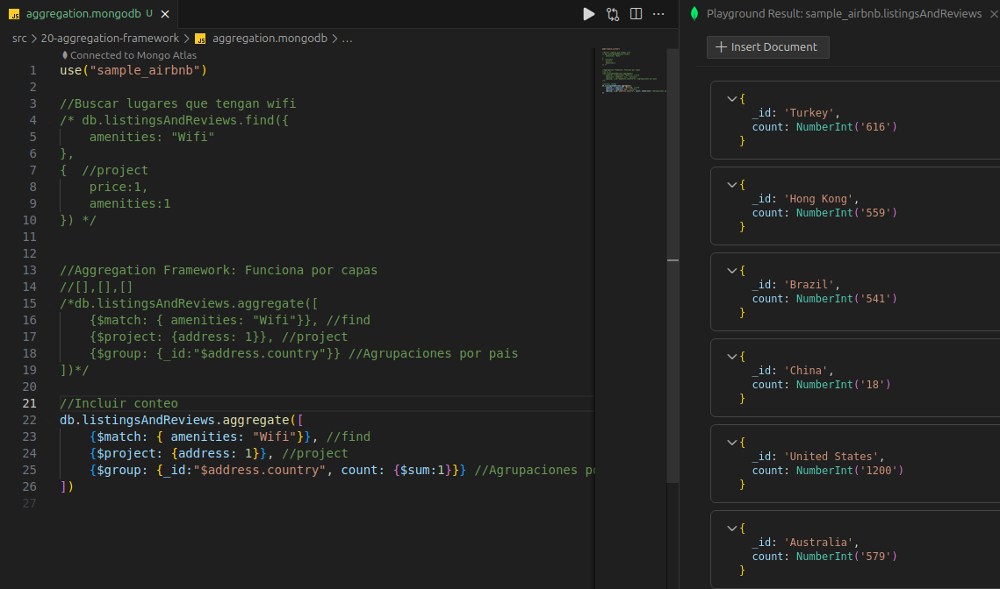 JS aggregation.mongodb U
src > 20-aggregation-framework > JS aggregation.mongodb > ...
Connected to Mongo Atlas
1 use("sample_airbnb")
2
3 //Buscar lugares que tengan wifi
4 /* db.listingsAndReviews.find({
5     amenities: "Wifi"
6 },
7 {  //project
8     price:1,
9     amenities:1
10 }) */
11
12
13 //Aggregation Framework: Funciona por capas
14 //[],[],[]
15 /*db.listingsAndReviews.aggregate([
16     {$match: { amenities: "Wifi"}}, //find
17     {$project: {address: 1}}, //project
18     {$group: {_id:"$address.country"}} //Agrupaciones por pais
19 ])*/
20
21 //Incluir conteo
22 db.listingsAndReviews.aggregate([
23     {$match: { amenities: "Wifi"}}, //find
24     {$project: {address: 1}}, //project
25     {$group: {_id:"$address.country", count: {$sum:1}}} //Agrupaciones
26 ])
27
Playground Result: sample_airbnb.listingsAndReviews
Insert Document
{
_id: 'Turkey',
count: NumberInt('616')
}
{
_id: 'Hong Kong',
count: NumberInt('559')
}
{
_id: 'Brazil',
count: NumberInt('541')
}
{
_id: 'China',
count: NumberInt('18')
}
{
_id: 'United States',
count: NumberInt('1200')
}
{
_id: 'Australia',
count: NumberInt('579')
}